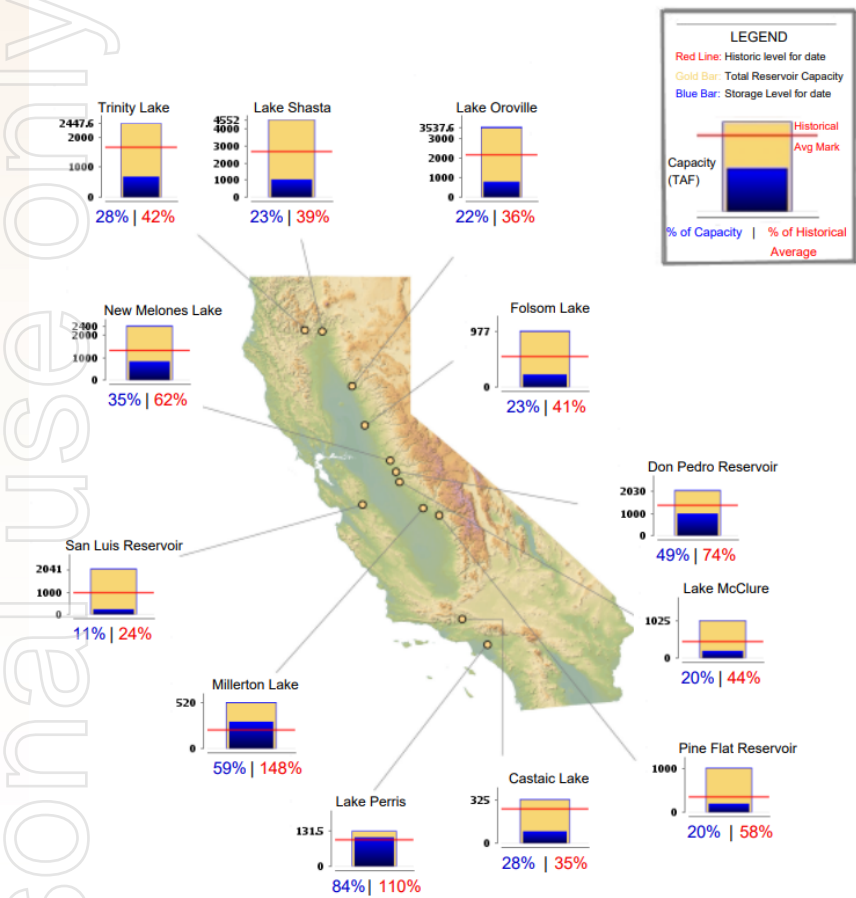 LEGEND
Red Line: Historic level for date
Gold Bar: Total Reservoir Capacity
Blue Bar: Storage Level for date
Historical
Avg Mark
Capacity
(TAF)
% of Capacity | % of Historical
Average
Trinity Lake
2447.6
2000
1000
0
28% | 42%
Lake Shasta
4552
4000
3000
2000
1000
0
23% | 39%
Lake Oroville
3537.6
3000
2000
1000
0
22% | 36%
New Melones Lake
2400
2000
1000
0
35% | 62%
Folsom Lake
977
0
23% | 41%
Don Pedro Reservoir
2030
1000
0
49% | 74%
San Luis Reservoir
2041
1000
0
11% | 24%
Lake McClure
1025
0
20% | 44%
Millerton Lake
520
0
59% | 148%
Pine Flat Reservoir
1000
0
20% | 58%
Castaic Lake
325
0
28% | 35%
Lake Perris
131.5
0
84% | 110%
sonal use only